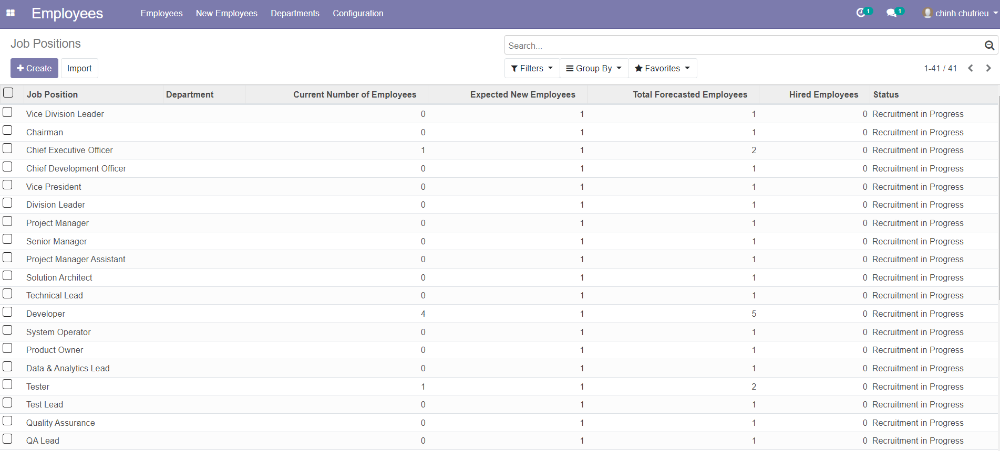 Employees Employees New Employees Departments Configuration 1 1 chinh.chutrieu
Job Positions Search...
Create Import Filters Group By Favorites 1-41 / 41
Job Position Department Current Number of Employees Expected New Employees Total Forecasted Employees Hired Employees Status
Vice Division Leader 0 1 1 0 Recruitment in Progress
Chairman 0 1 1 0 Recruitment in Progress
Chief Executive Officer 1 1 2 0 Recruitment in Progress
Chief Development Officer 0 1 1 0 Recruitment in Progress
Vice President 0 1 1 0 Recruitment in Progress
Division Leader 0 1 1 0 Recruitment in Progress
Project Manager 0 1 1 0 Recruitment in Progress
Senior Manager 0 1 1 0 Recruitment in Progress
Project Manager Assistant 0 1 1 0 Recruitment in Progress
Solution Architect 0 1 1 0 Recruitment in Progress
Technical Lead 0 1 1 0 Recruitment in Progress
Developer 4 1 5 0 Recruitment in Progress
System Operator 0 1 1 0 Recruitment in Progress
Product Owner 0 1 1 0 Recruitment in Progress
Data & Analytics Lead 0 1 1 0 Recruitment in Progress
Tester 1 1 2 0 Recruitment in Progress
Test Lead 0 1 1 0 Recruitment in Progress
Quality Assurance 0 1 1 0 Recruitment in Progress
QA Lead 0 1 1 0 Recruitment in Progress